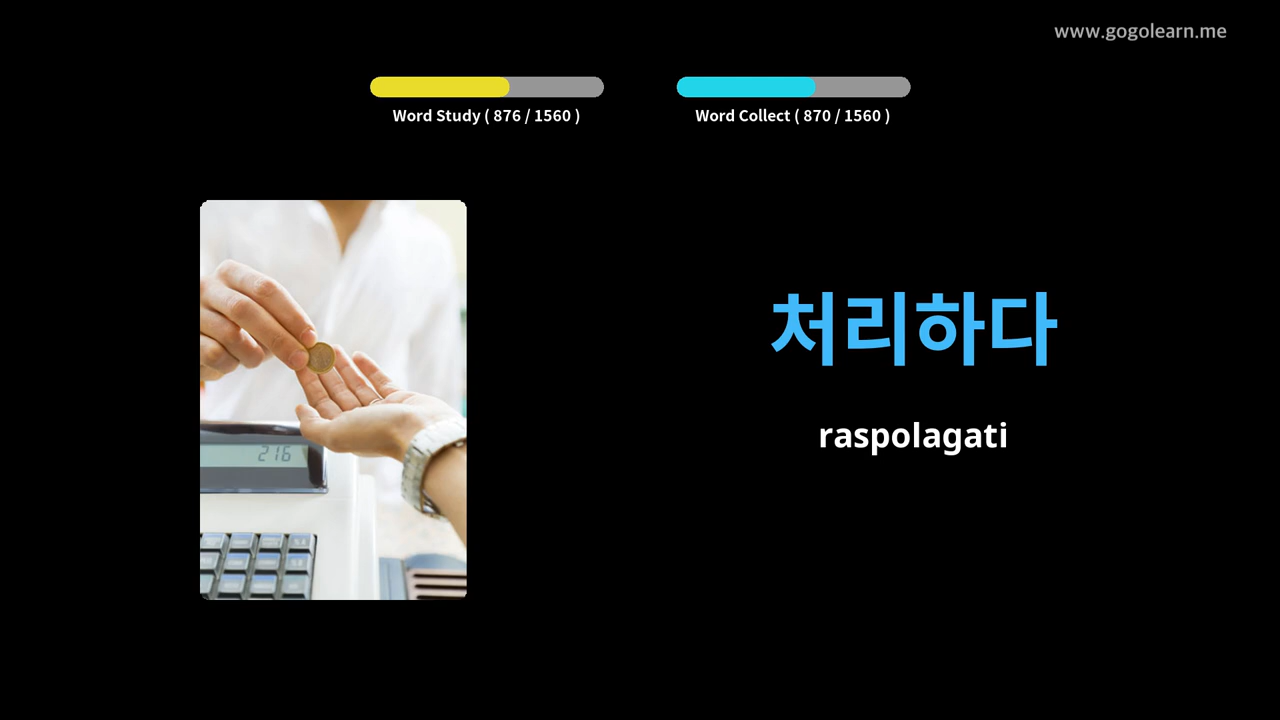 www.gogolearn.me
Word Study ( 876 / 1560 )
Word Collect ( 870 / 1560 )
처리하다
raspolagati
216